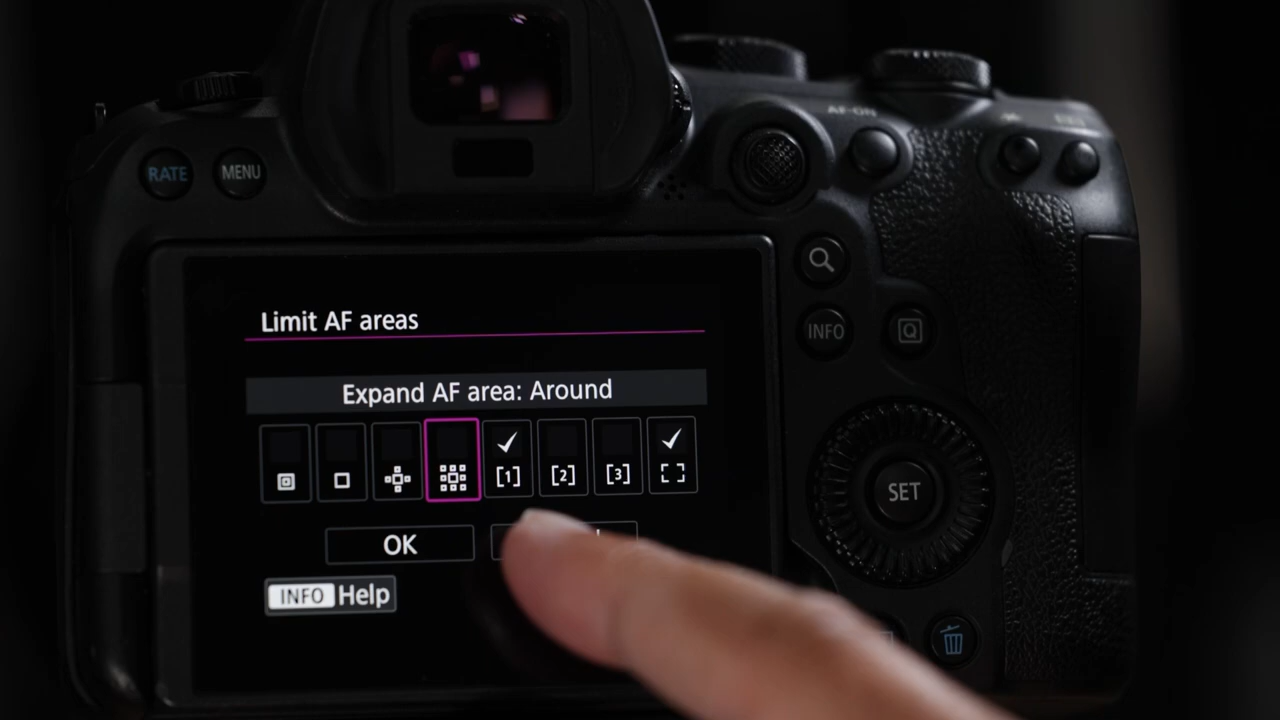 AF-ON
RATE
MENU
INFO
Q
Limit AF areas
Expand AF area: Around
[1] [2] [3]
SET
OK
INFO Help